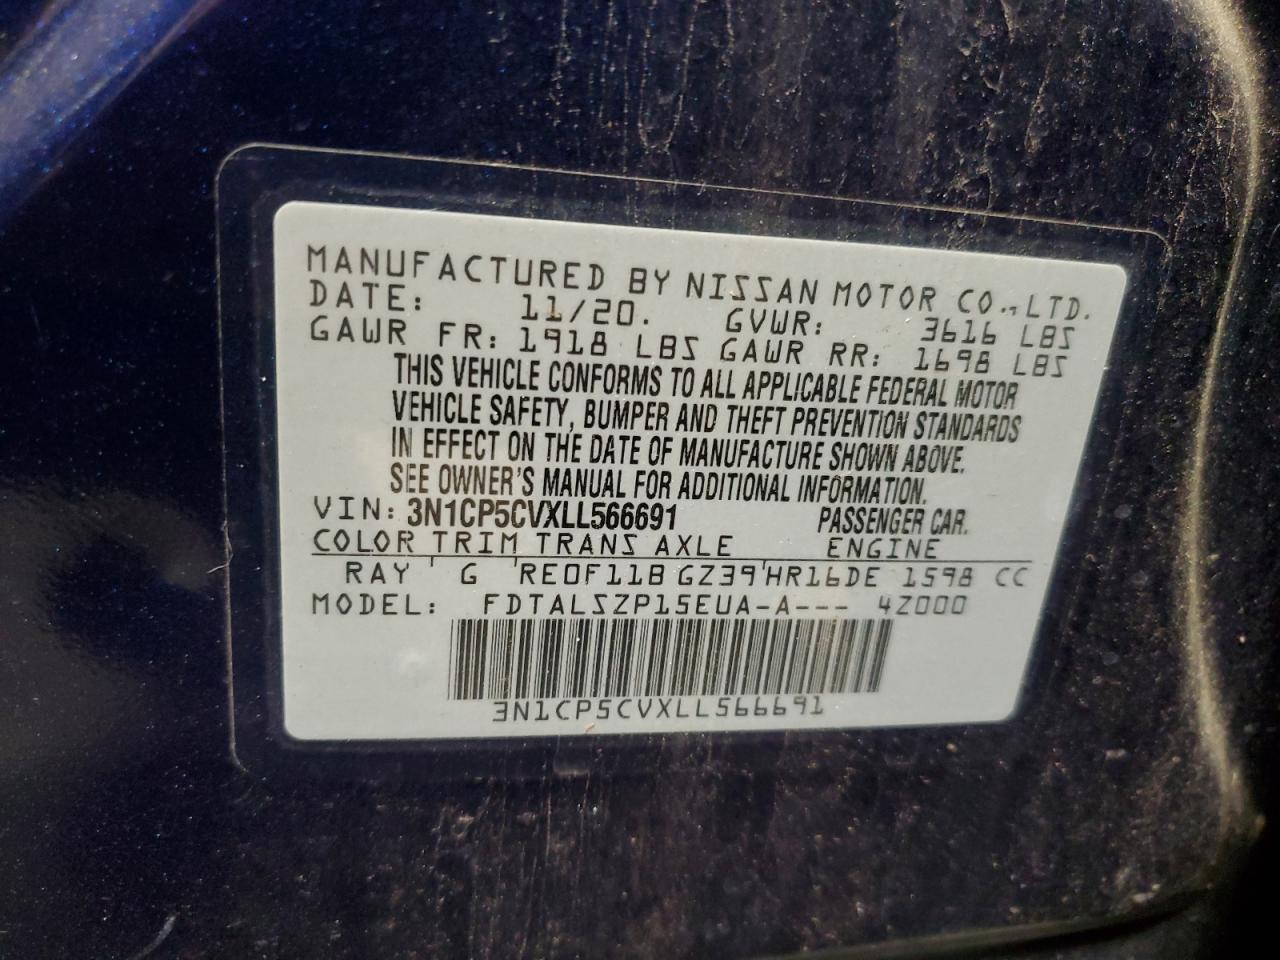 MANUFACTURED BY NISSAN MOTOR CO., LTD.
DATE: 11/20. GVWR: 3616 LBS
GAWR FR: 1918 LBS GAWR RR: 1698 LBS
THIS VEHICLE CONFORMS TO ALL APPLICABLE FEDERAL MOTOR
VEHICLE SAFETY, BUMPER AND THEFT PREVENTION STANDARDS
IN EFFECT ON THE DATE OF MANUFACTURE SHOWN ABOVE.
SEE OWNER'S MANUAL FOR ADDITIONAL INFORMATION.
VIN: 3N1CP5CVXLL566691 PASSENGER CAR.
COLOR TRIM TRANS AXLE ENGINE
RAY ' G ' RE0F11B GZ39'HR16DE 1598 CC
MODEL: FDTALSZP15EUA-A--- 4Z000
3N1CP5CVXLL566691